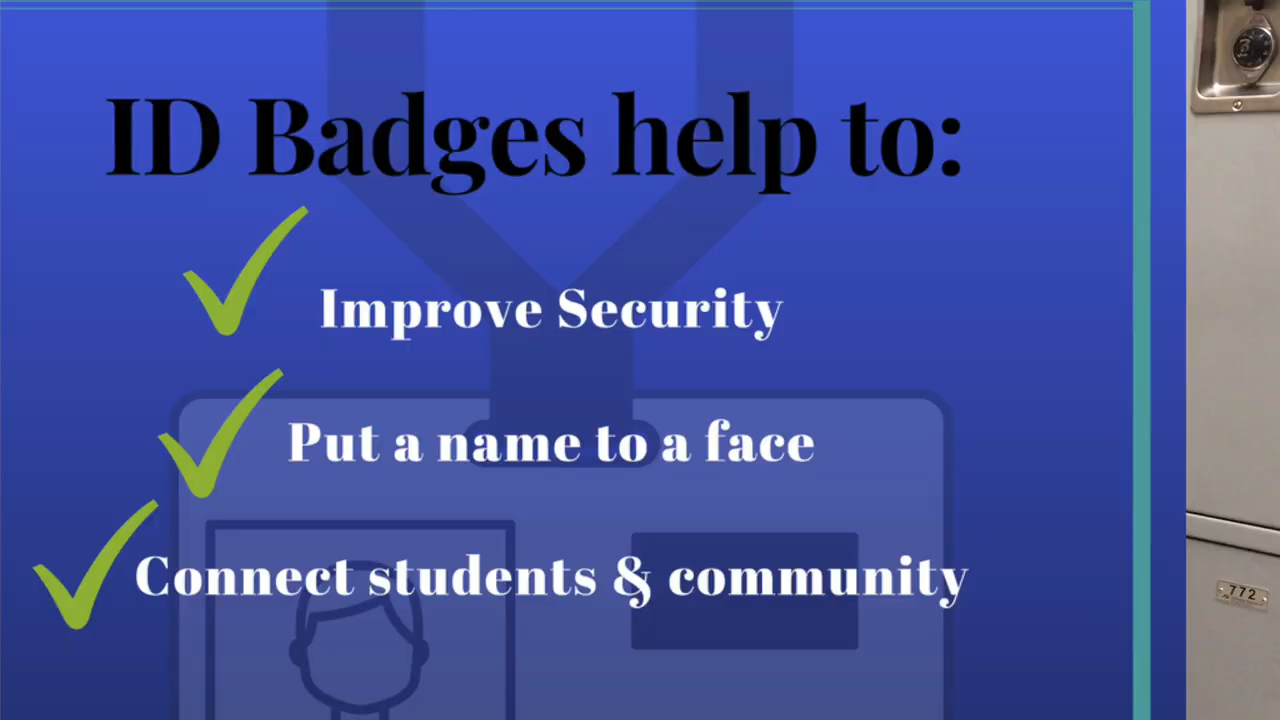 ID Badges help to:
Improve Security
Put a name to a face
Connect students & community
772